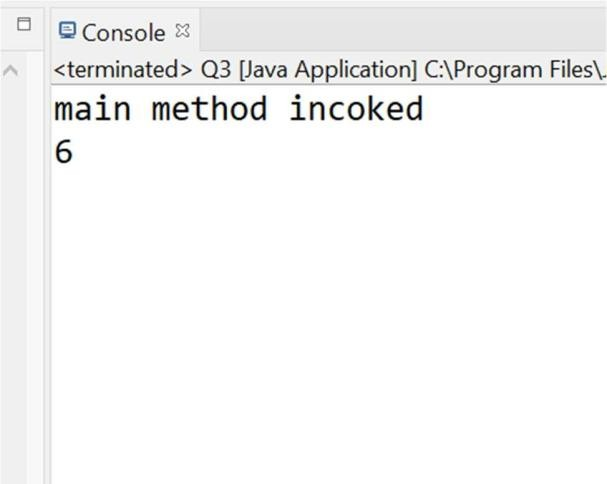 Console
<terminated> Q3 [Java Application] C:\Program Files\
main method incoked
6